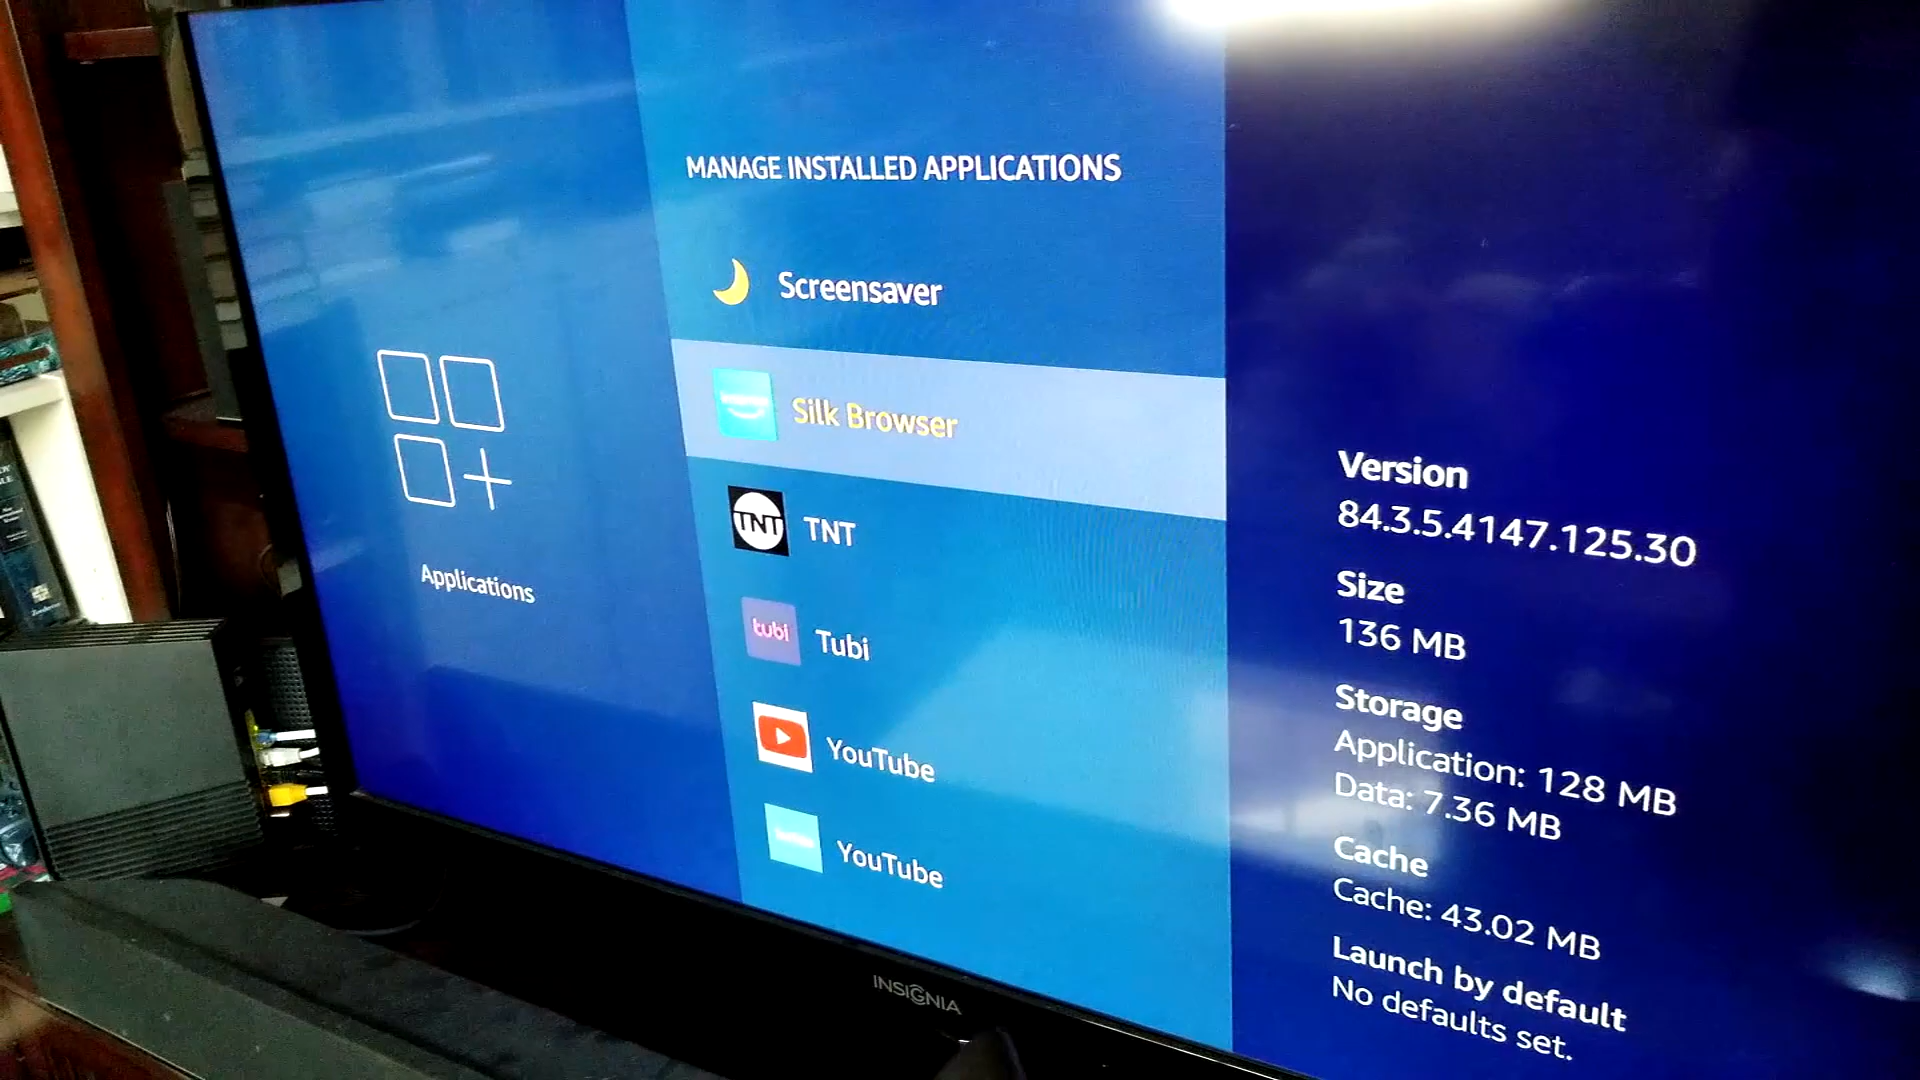 MANAGE INSTALLED APPLICATIONS
Screensaver
Silk Browser
TNT
TNT
tubi
Tubi
YouTube
YouTube
Applications
Version
84.3.5.4147.125.30
Size
136 MB
Storage
Application: 128 MB
Data: 7.36 MB
Cache
Cache: 43.02 MB
Launch by default
No defaults set.
INSIGNIA